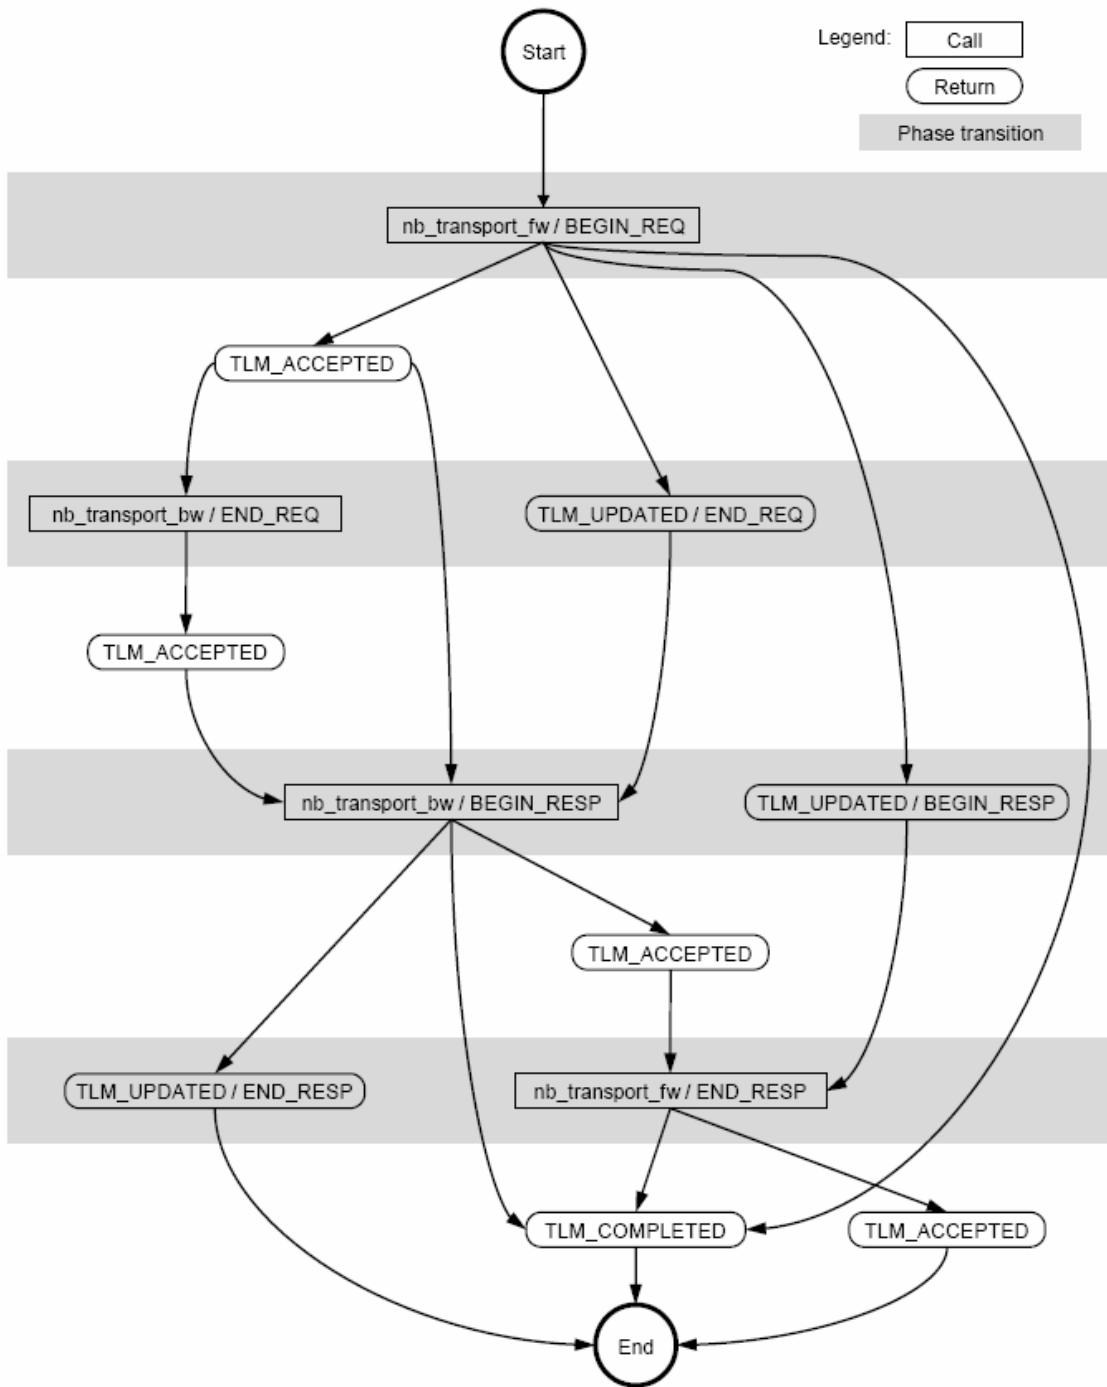 Start
Legend:
Call
Return
Phase transition
nb_transport_fw / BEGIN_REQ
TLM_ACCEPTED
nb_transport_bw / END_REQ
TLM_UPDATED / END_REQ
TLM_ACCEPTED
nb_transport_bw / BEGIN_RESP
TLM_UPDATED / BEGIN_RESP
TLM_ACCEPTED
TLM_UPDATED / END_RESP
nb_transport_fw / END_RESP
TLM_COMPLETED
TLM_ACCEPTED
End